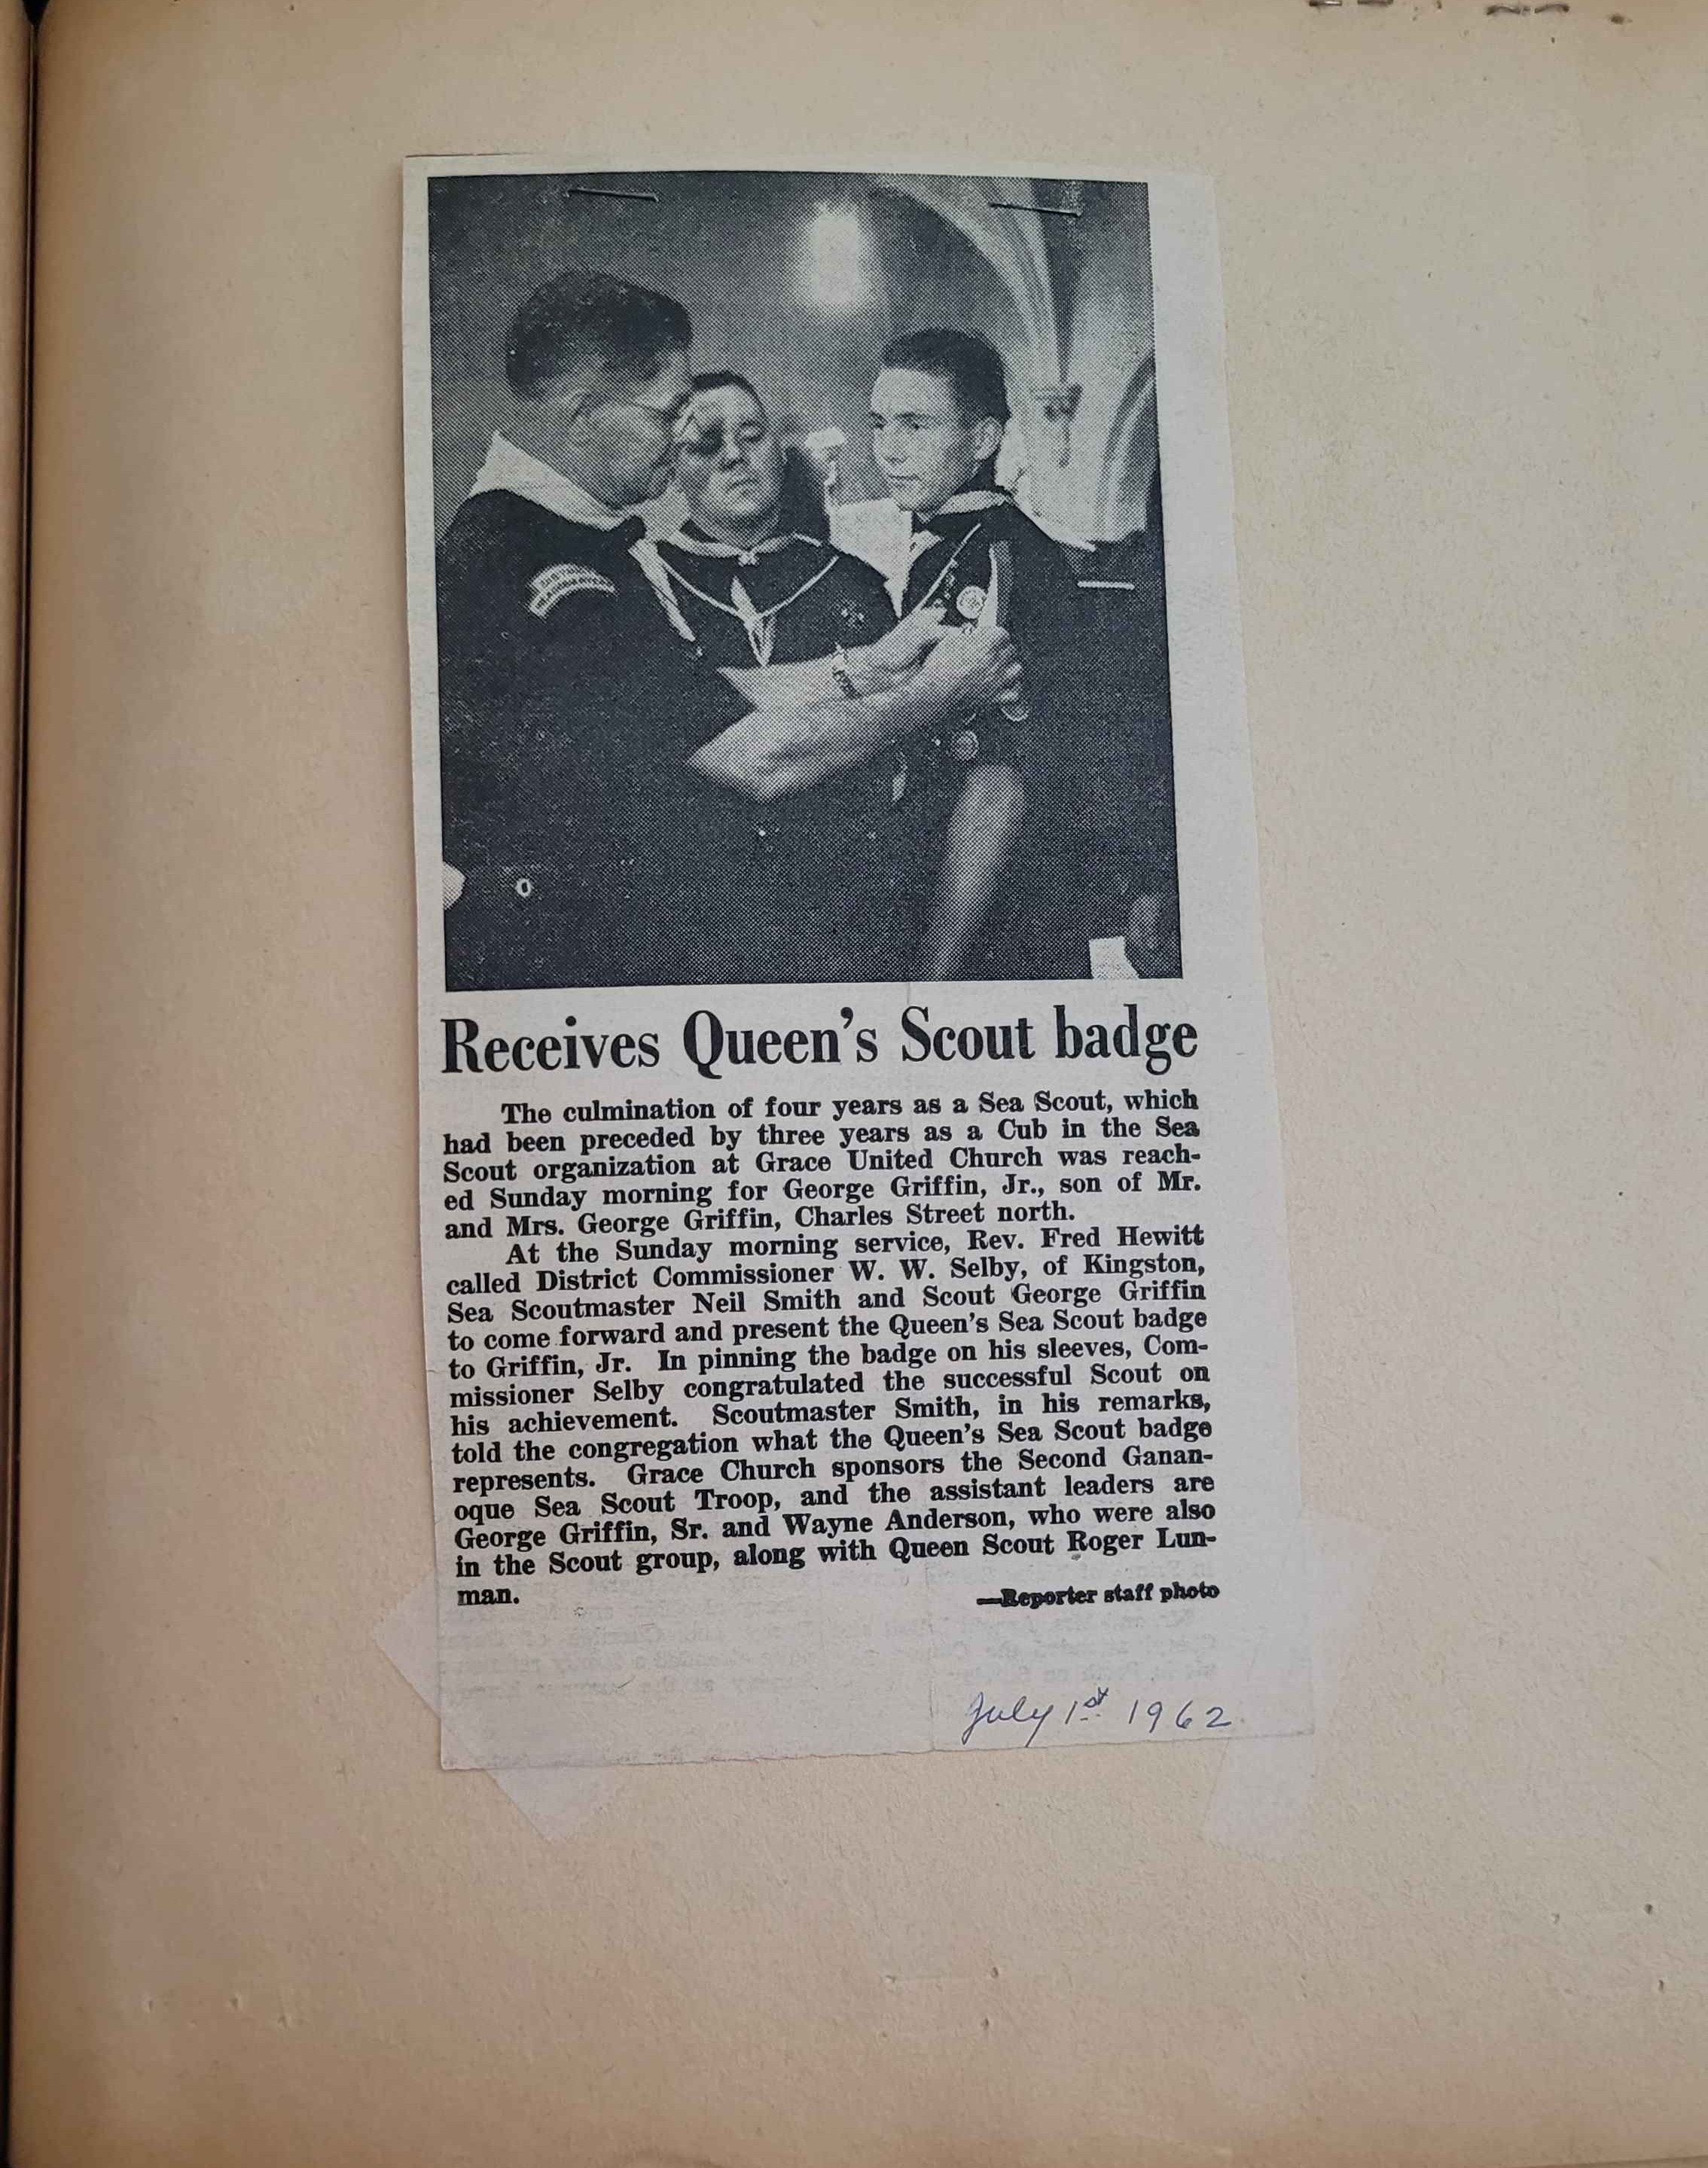 Receives Queen's Scout badge
The culmination of four years as a Sea Scout, which
had been preceded by three years as a Cub in the Sea
Scout organization at Grace United Church was reach-
ed Sunday morning for George Griffin, Jr., son of Mr.
and Mrs. George Griffin, Charles Street north.
At the Sunday morning service, Rev. Fred Hewitt
called District Commissioner W. W. Selby, of Kingston,
Sea Scoutmaster Neil Smith and Scout George Griffin
to come forward and present the Queen's Sea Scout badge
to Griffin, Jr. In pinning the badge on his sleeves, Com-
missioner Selby congratulated the successful Scout on
his achievement. Scoutmaster Smith, in his remarks,
told the congregation what the Queen's Sea Scout badge
represents. Grace Church sponsors the Second Ganan-
oque Sea Scout Troop, and the assistant leaders are
George Griffin, Sr. and Wayne Anderson, who were also
in the Scout group, along with Queen Scout Roger Lun-
man.
—Reporter staff photo
July 1st 1962